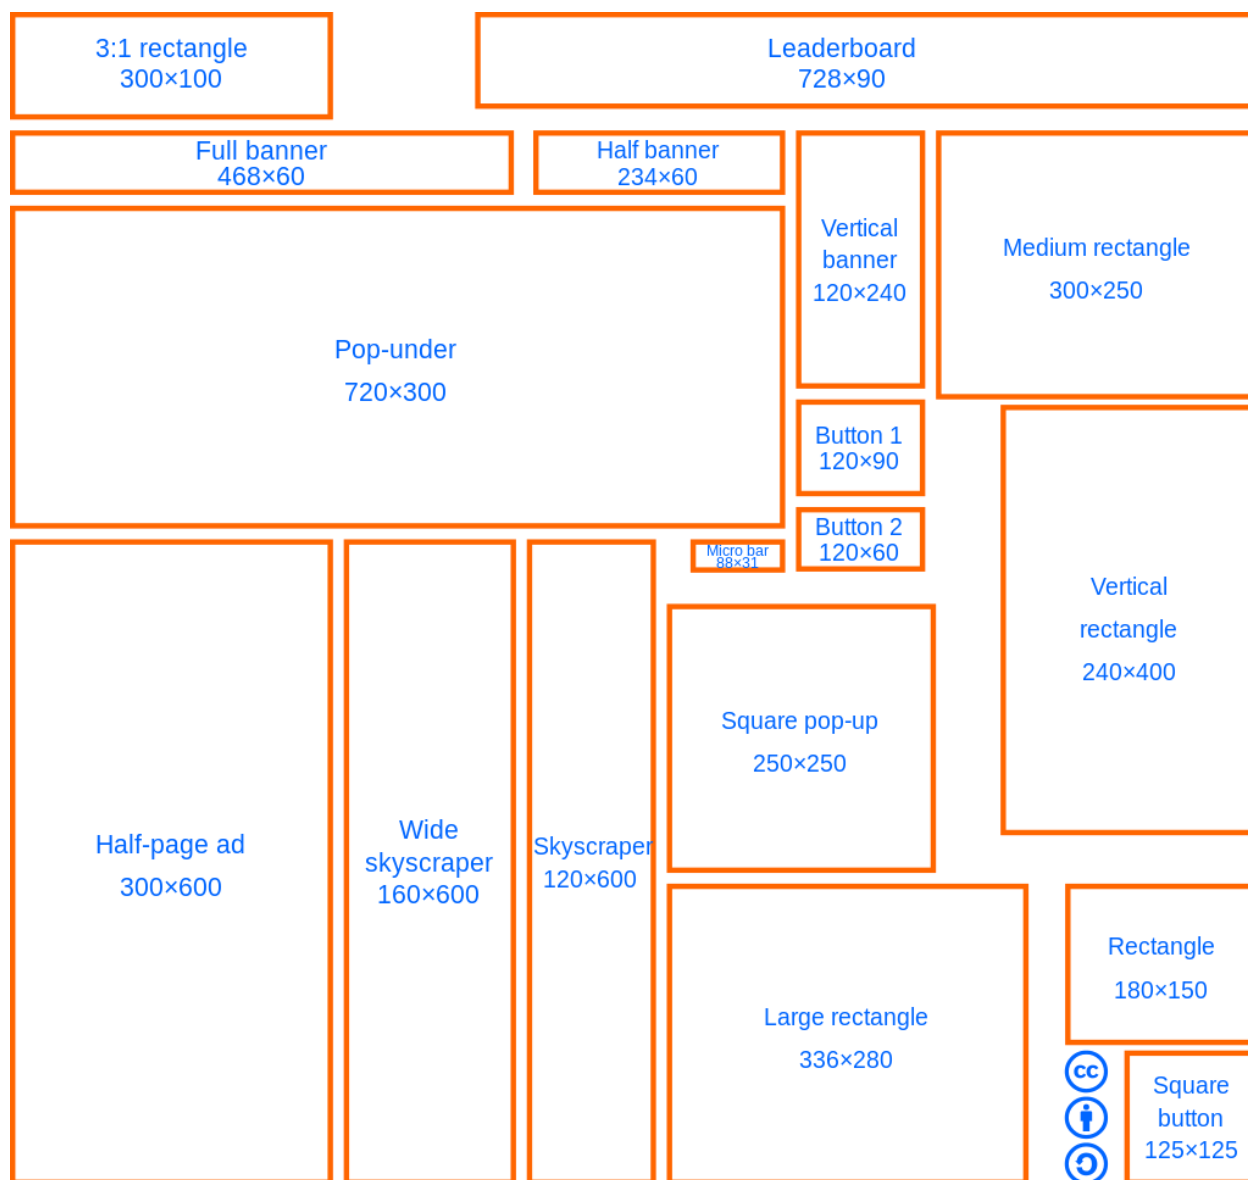 3:1 rectangle
300×100
Leaderboard
728×90
Full banner
468×60
Half banner
234×60
Vertical
banner
120×240
Medium rectangle
300×250
Pop-under
720×300
Button 1
120×90
Button 2
120×60
Micro bar
88×31
Vertical
rectangle
240×400
Square pop-up
250×250
Half-page ad
300×600
Wide
skyscraper
160×600
Skyscraper
120×600
Large rectangle
336×280
Rectangle
180×150
cc
Square
button
125×125